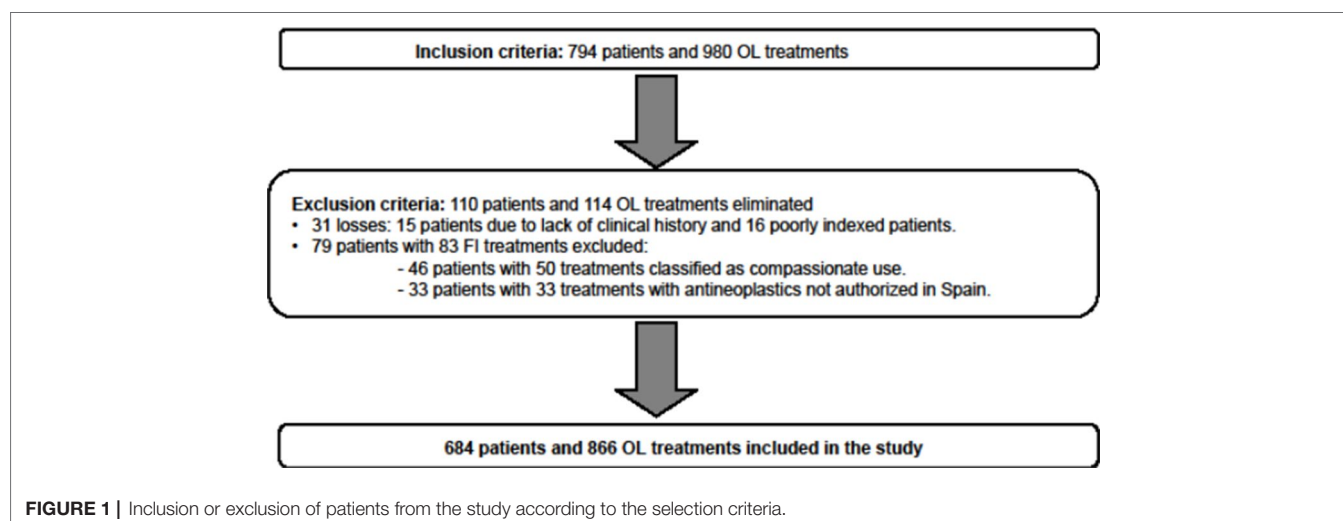 Inclusion criteria: 794 patients and 980 OL treatments
Exclusion criteria: 110 patients and 114 OL treatments eliminated
• 31 losses: 15 patients due to lack of clinical history and 16 poorly indexed patients.
• 79 patients with 83 FI treatments excluded:
- 46 patients with 50 treatments classified as compassionate use.
- 33 patients with 33 treatments with antineoplastics not authorized in Spain.
684 patients and 866 OL treatments included in the study
FIGURE 1 | Inclusion or exclusion of patients from the study according to the selection criteria.